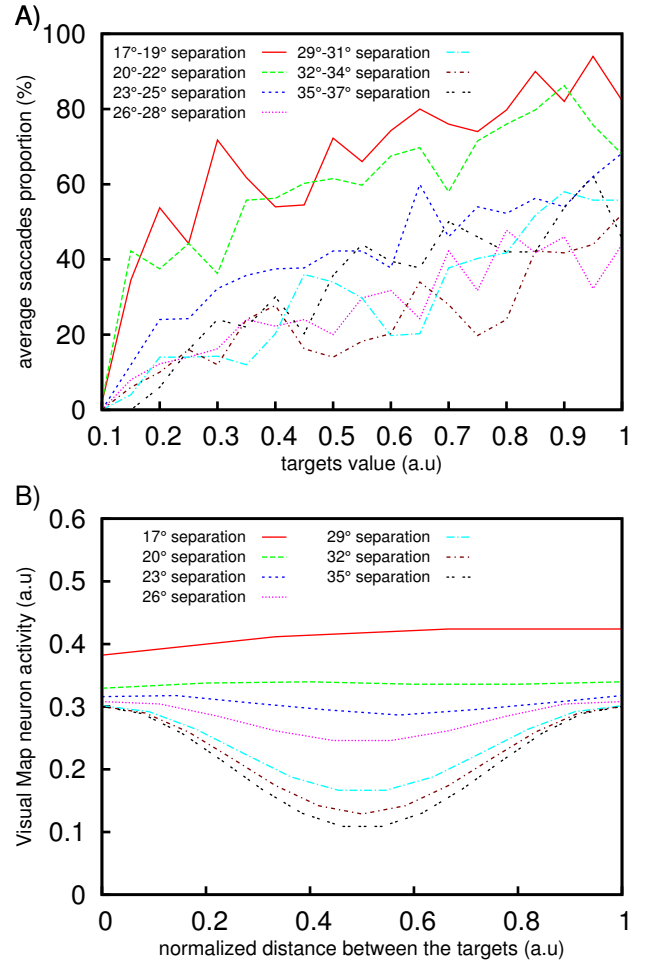 A)
100
80
60
40
20
0
average saccades proportion (%)
17°-19° separation
20°-22° separation
23°-25° separation
26°-28° separation
29°-31° separation
32°-34° separation
35°-37° separation
0.1 0.2 0.3 0.4 0.5 0.6 0.7 0.8 0.9 1
targets value (a.u)
B)
0.6
0.5
0.4
0.3
0.2
0.1
0
Visual Map neuron activity (a.u)
17° separation
20° separation
23° separation
26° separation
29° separation
32° separation
35° separation
0 0.2 0.4 0.6 0.8 1
normalized distance between the targets (a.u)